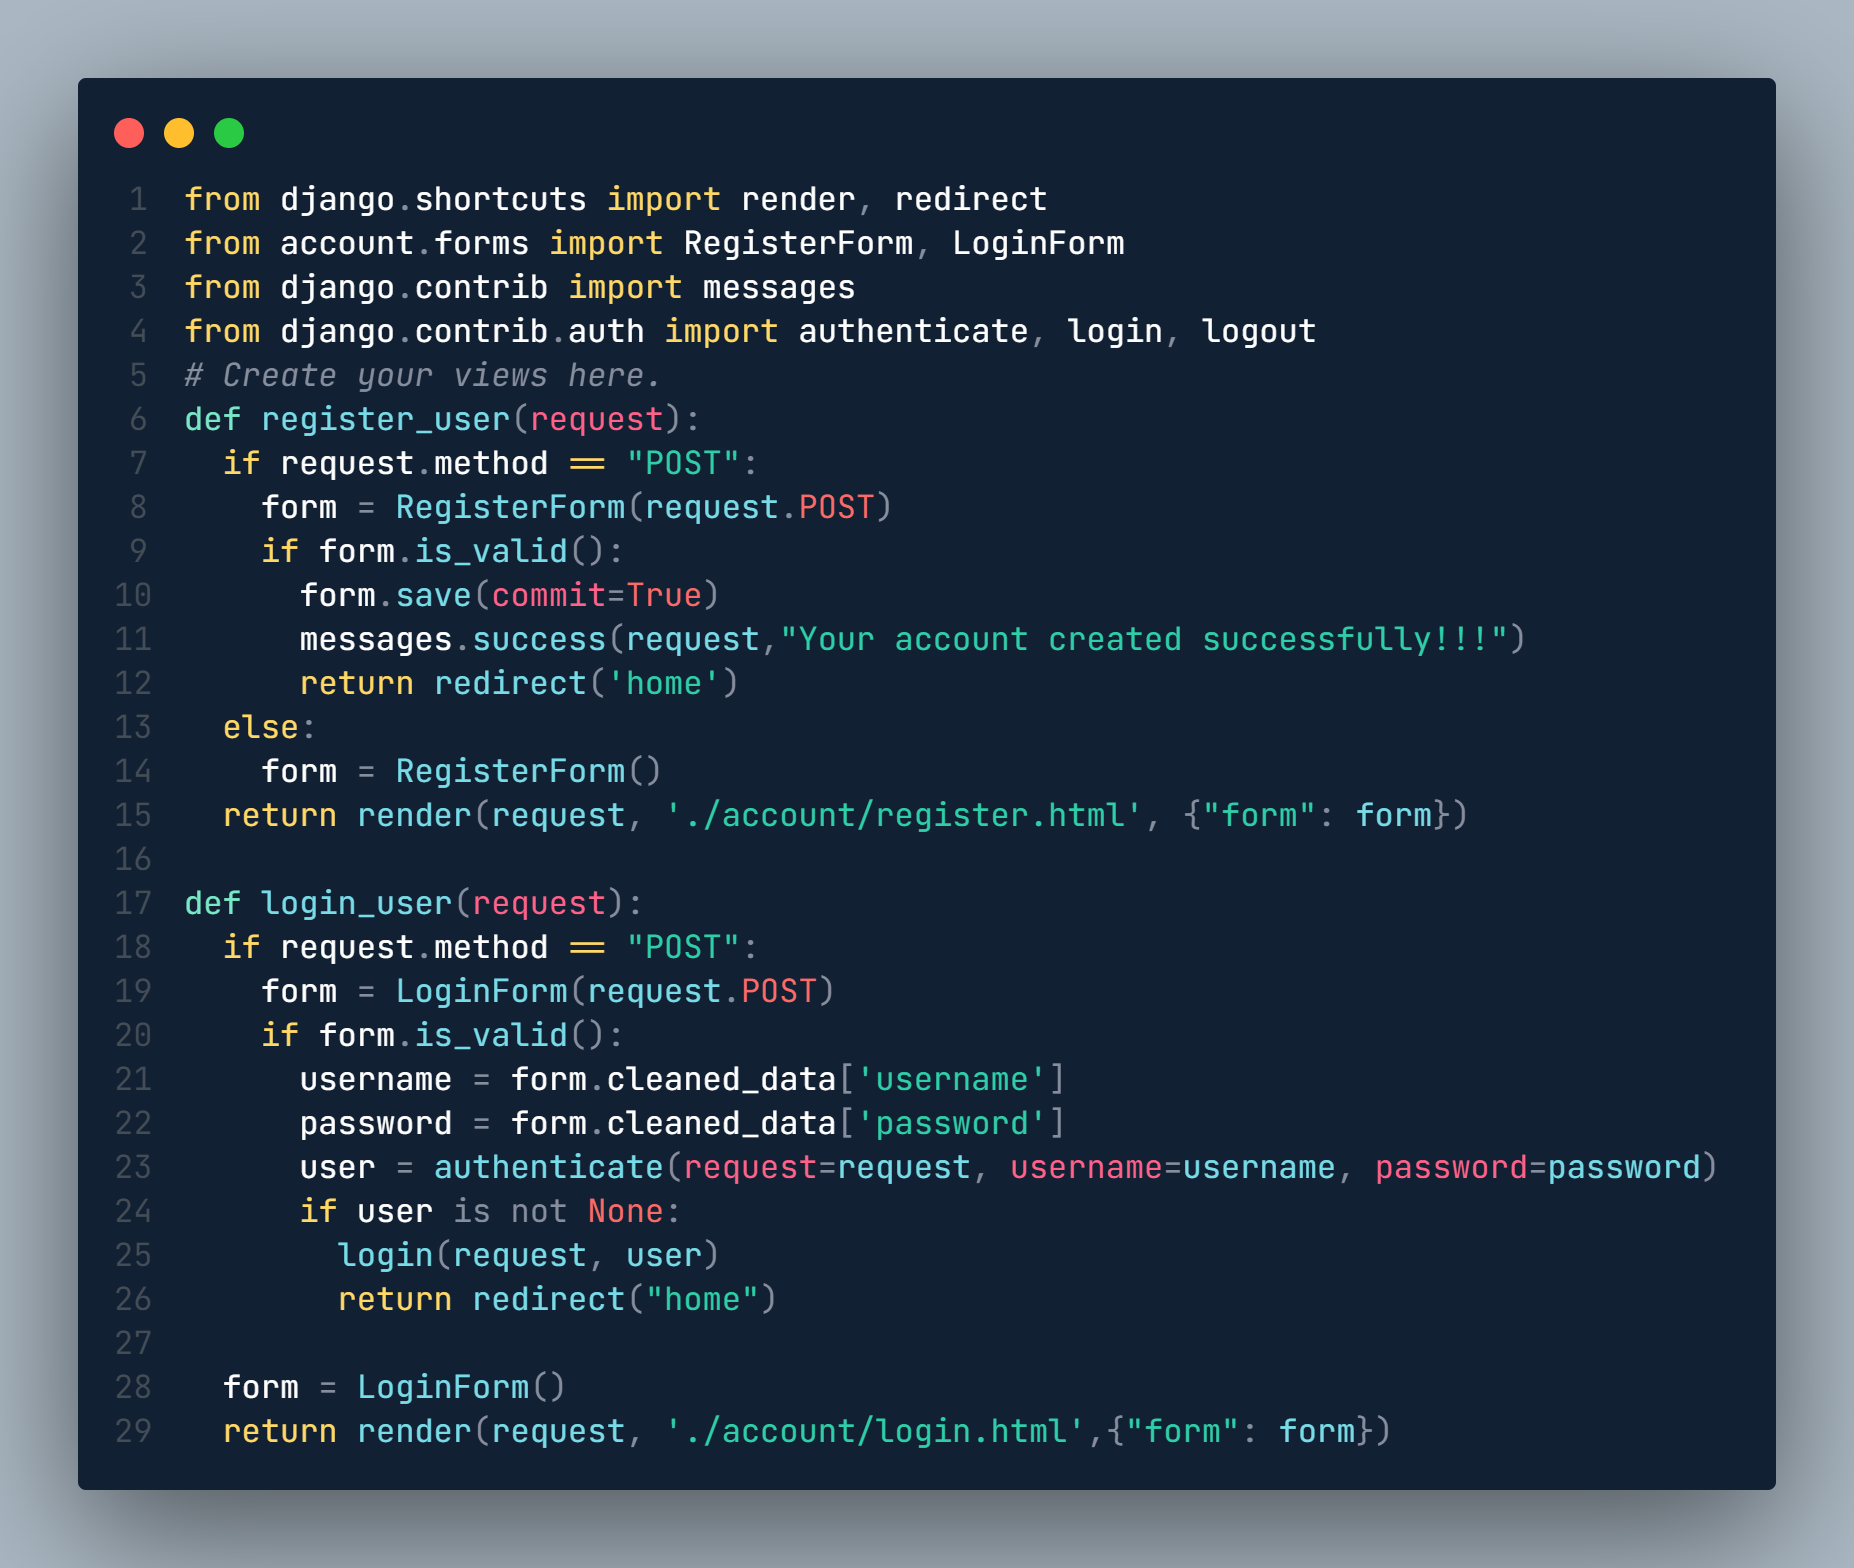 1 from django.shortcuts import render, redirect
2 from account.forms import RegisterForm, LoginForm
3 from django.contrib import messages
4 from django.contrib.auth import authenticate, login, logout
5 # Create your views here.
6 def register_user(request):
7   if request.method == "POST":
8     form = RegisterForm(request.POST)
9     if form.is_valid():
10       form.save(commit=True)
11       messages.success(request,"Your account created successfully!!!")
12       return redirect('home')
13   else:
14     form = RegisterForm()
15   return render(request, './account/register.html', {"form": form})
16
17 def login_user(request):
18   if request.method == "POST":
19     form = LoginForm(request.POST)
20     if form.is_valid():
21       username = form.cleaned_data['username']
22       password = form.cleaned_data['password']
23       user = authenticate(request=request, username=username, password=password)
24       if user is not None:
25         login(request, user)
26         return redirect("home")
27
28   form = LoginForm()
29   return render(request, './account/login.html',{"form": form})